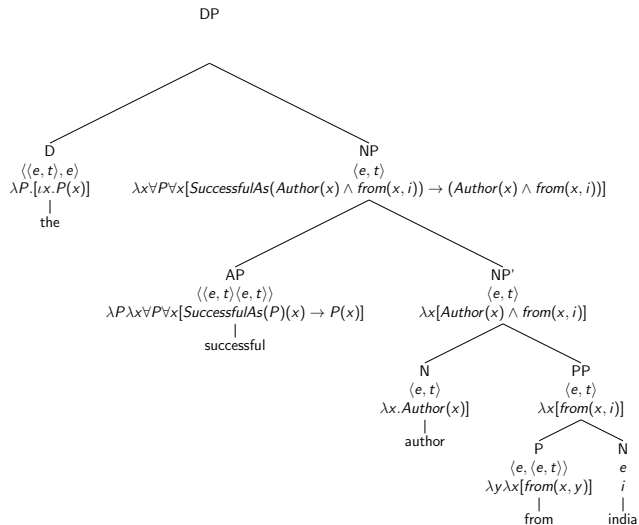 DP
D
⟨⟨e, t⟩, e⟩
λP.[ιx.P(x)]
the
NP
⟨e, t⟩
λx∀P∀x[SuccessfulAs(Author(x) ∧ from(x, i)) → (Author(x) ∧ from(x, i))]
AP
⟨⟨e, t⟩⟨e, t⟩⟩
λPλx∀P∀x[SuccessfulAs(P)(x) → P(x)]
successful
NP'
⟨e, t⟩
λx[Author(x) ∧ from(x, i)]
N
⟨e, t⟩
λx.Author(x)]
author
PP
⟨e, t⟩
λx[from(x, i)]
P
⟨e, ⟨e, t⟩⟩
λyλx[from(x, y)]
from
N
e
i
india